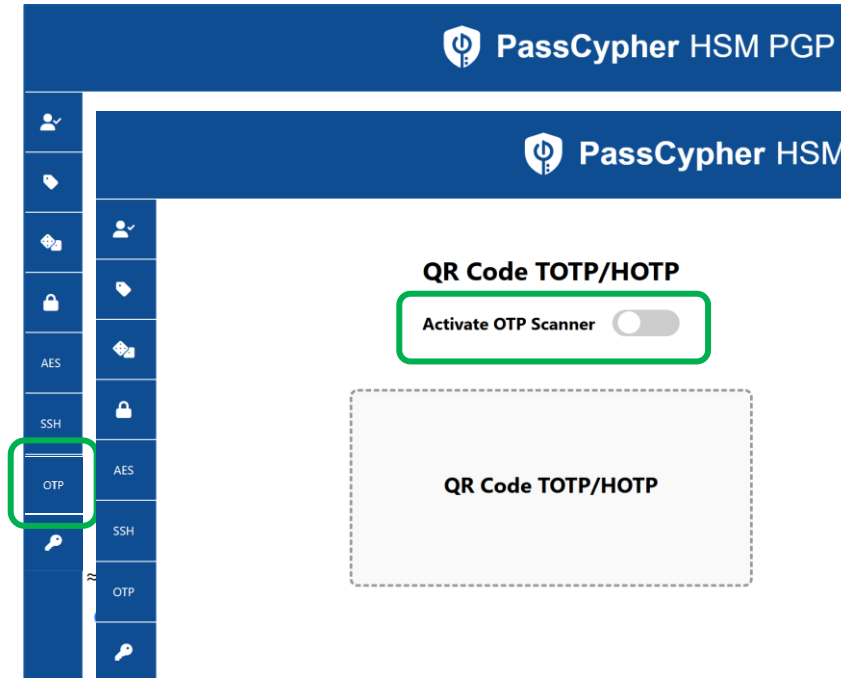 PassCypher HSM PGP
AES
SSH
OTP
≈
PassCypher HSM
AES
SSH
OTP
QR Code TOTP/HOTP
Activate OTP Scanner
QR Code TOTP/HOTP